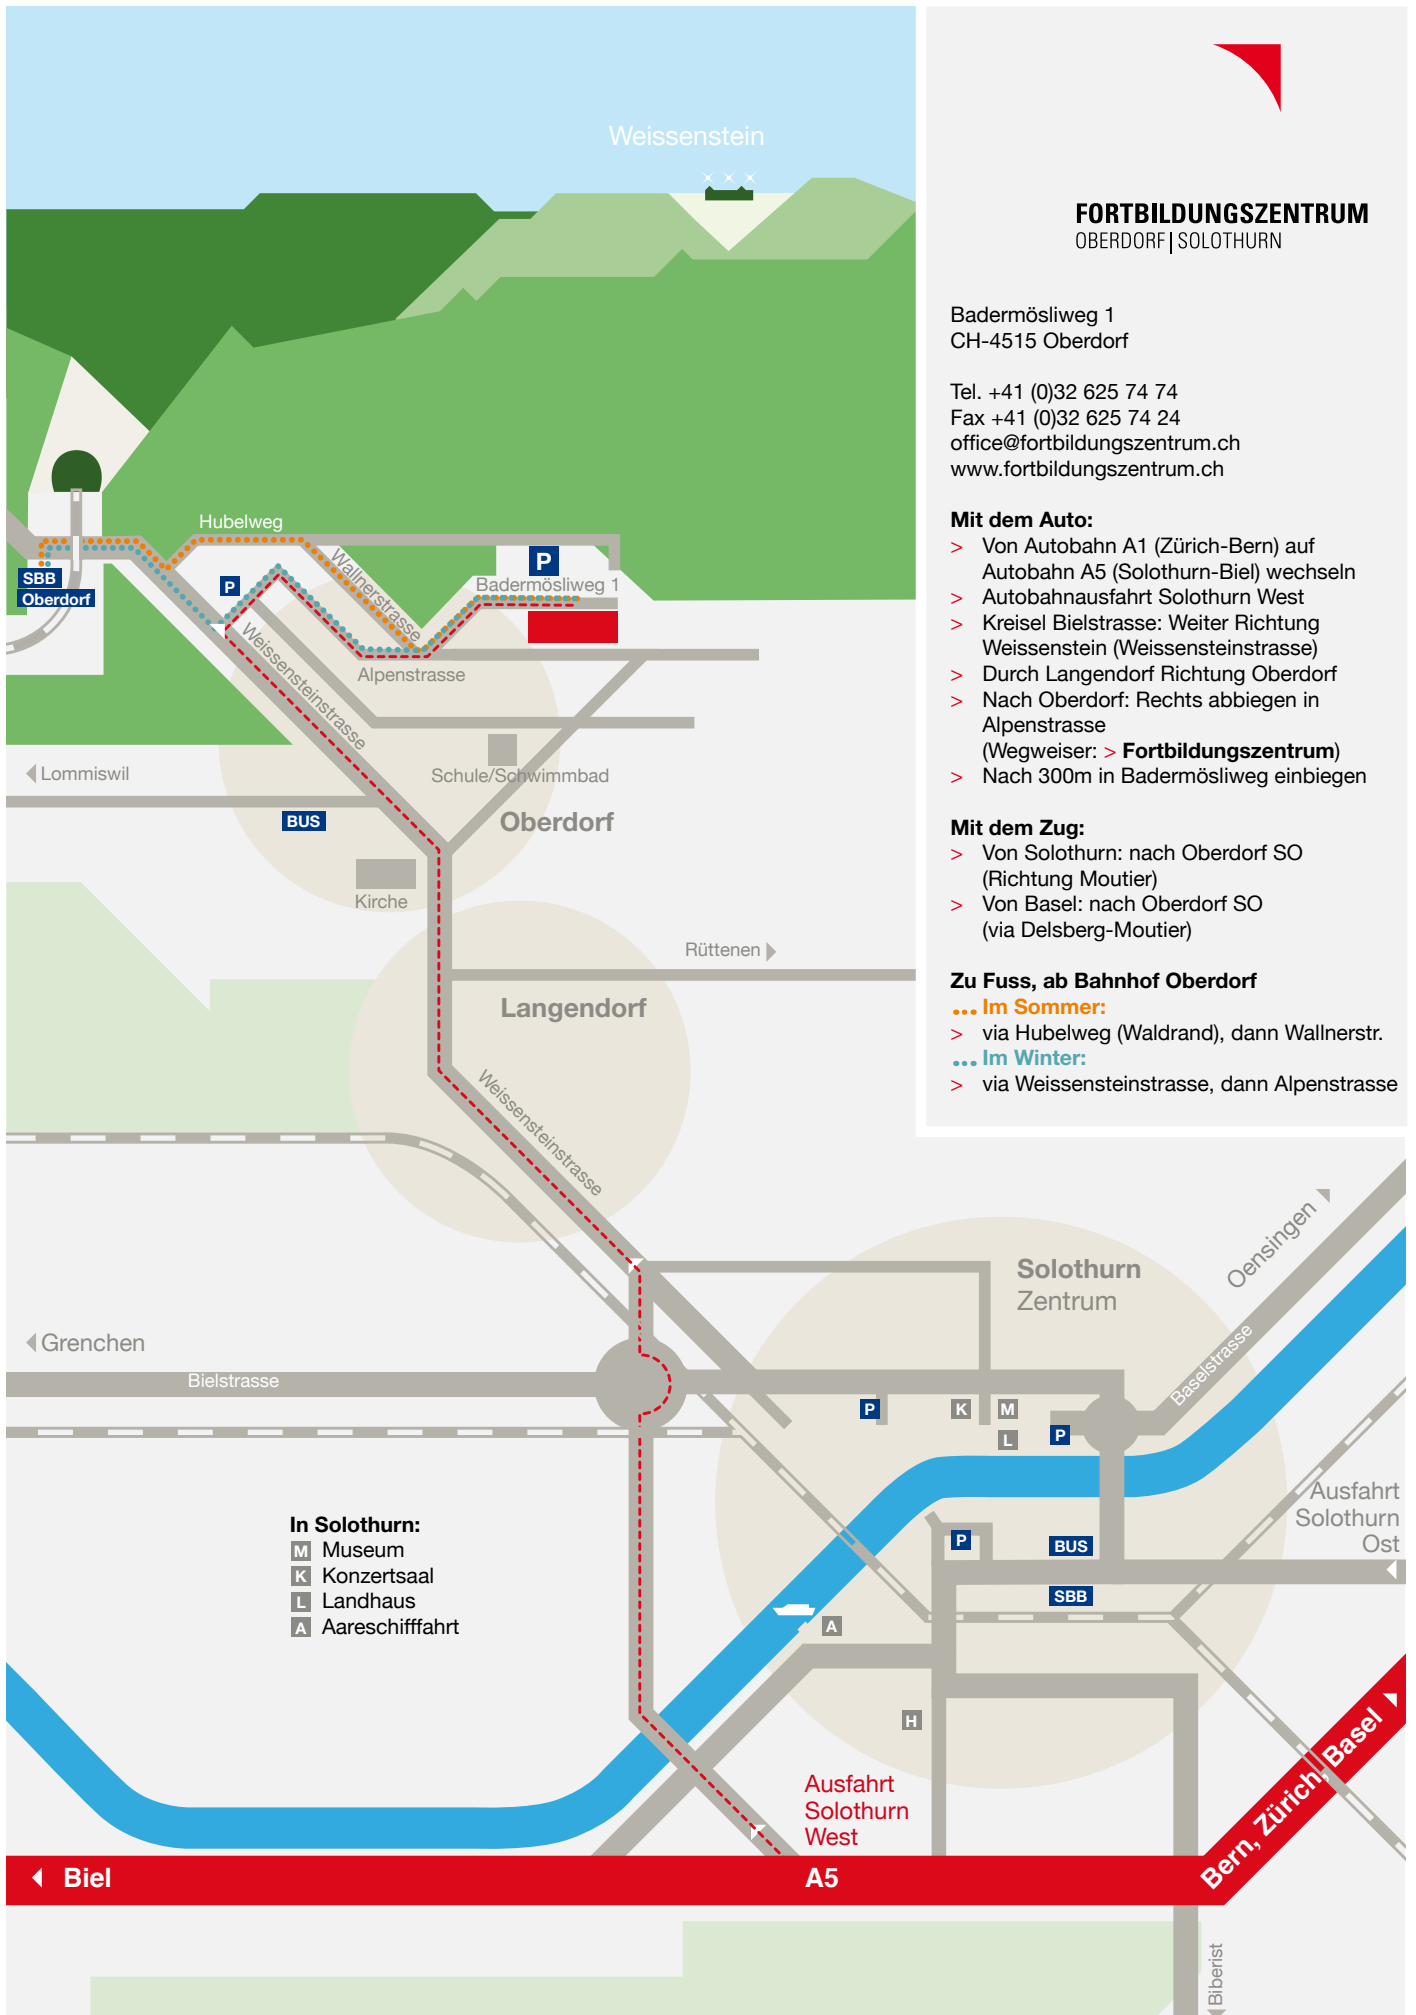 Weissenstein
FORTBILDUNGSZENTRUM
OBERDORF | SOLOTHURN
Badermösliweg 1
CH-4515 Oberdorf
Tel. +41 (0)32 625 74 74
Fax +41 (0)32 625 74 24
office@fortbildungszentrum.ch
www.fortbildungszentrum.ch
Mit dem Auto:
> Von Autobahn A1 (Zürich-Bern) auf
Autobahn A5 (Solothurn-Biel) wechseln
> Autobahnausfahrt Solothurn West
> Kreisel Bielstrasse: Weiter Richtung
Weissenstein (Weissensteinstrasse)
> Durch Langendorf Richtung Oberdorf
> Nach Oberdorf: Rechts abbiegen in
Alpenstrasse
(Wegweiser: > Fortbildungszentrum)
> Nach 300m in Badermösliweg einbiegen
Mit dem Zug:
> Von Solothurn: nach Oberdorf SO
(Richtung Moutier)
> Von Basel: nach Oberdorf SO
(via Delsberg-Moutier)
Zu Fuss, ab Bahnhof Oberdorf
... Im Sommer:
> via Hubelweg (Waldrand), dann Wallnerstr.
... Im Winter:
> via Weissensteinstrasse, dann Alpenstrasse
Hubelweg
Wallnerstrasse
P
Badermösliweg 1
SBB
Oberdorf
P
Weissensteinstrasse
Alpenstrasse
Lommiswil
Schule/Schwimmbad
BUS
Oberdorf
Kirche
Rüttenen
Langendorf
Weissensteinstrasse
Solothurn
Zentrum
Oensingen
Grenchen
Bielstrasse
Baselstrasse
P
K
M
L
P
Ausfahrt
Solothurn
Ost
P
BUS
SBB
In Solothurn:
M Museum
K Konzertsaal
L Landhaus
A Aareschifffahrt
A
H
Ausfahrt
Solothurn
West
Bern, Zürich, Basel
Biel
A5
Biberist